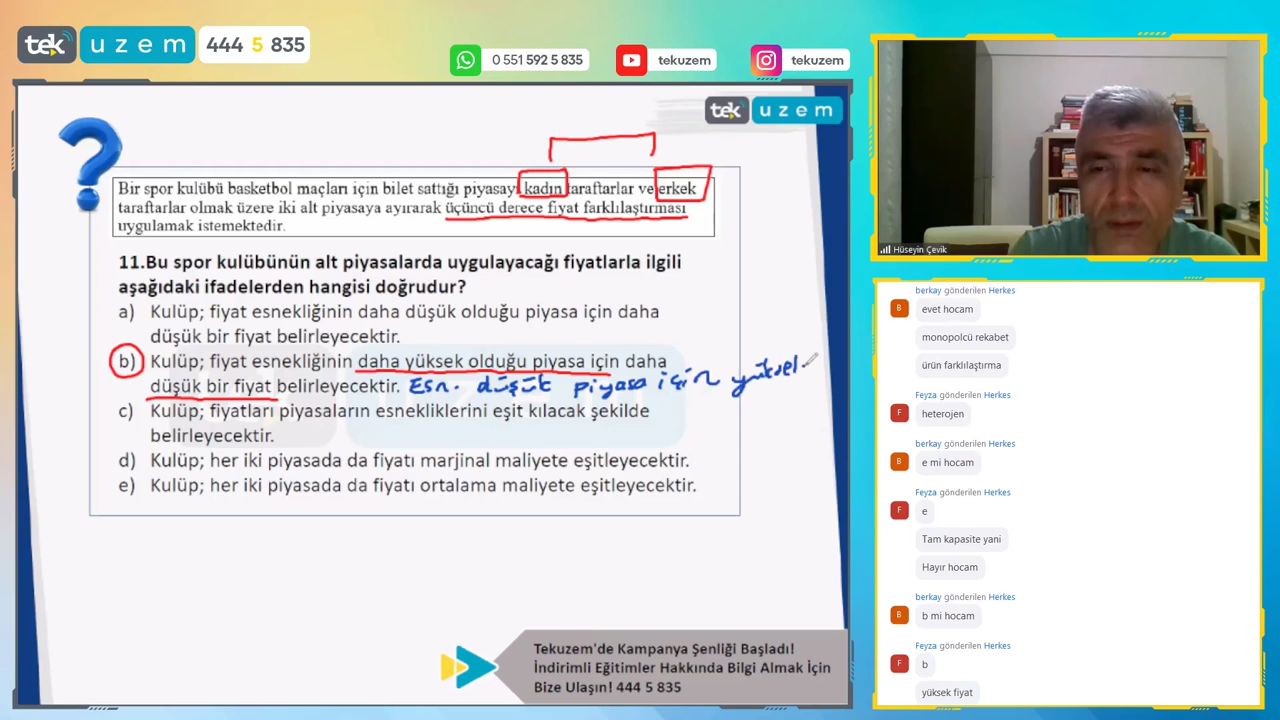 tek uzem 444 5 835
0 551 592 5 835
tekuzem
tekuzem
tek uzem
Bir spor kulübü basketbol maçları için bilet sattığı piyasayı kadın taraftarlar ve erkek
taraftarlar olmak üzere iki alt piyasaya ayırarak üçüncü derece fiyat farklılaştırması
uygulamak istemektedir.
11.Bu spor kulübünün alt piyasalarda uygulayacağı fiyatlarla ilgili
aşağıdaki ifadelerden hangisi doğrudur?
a) Kulüp; fiyat esnekliğinin daha düşük olduğu piyasa için daha
düşük bir fiyat belirleyecektir.
b) Kulüp; fiyat esnekliğinin daha yüksek olduğu piyasa için daha
düşük bir fiyat belirleyecektir. Esn. düşük piyasa için yüksel
c) Kulüp; fiyatları piyasaların esnekliklerini eşit kılacak şekilde
belirleyecektir.
d) Kulüp; her iki piyasada da fiyatı marjinal maliyete eşitleyecektir.
e) Kulüp; her iki piyasada da fiyatı ortalama maliyete eşitleyecektir.
Tekuzem'de Kampanya Şenliği Başladı!
İndirimli Eğitimler Hakkında Bilgi Almak İçin
Bize Ulaşın! 444 5 835
Hüseyin Çevik
berkay gönderilen Herkes
B evet hocam
monopolcü rekabet
ürün farklılaştırma
Feyza gönderilen Herkes
F heterojen
berkay gönderilen Herkes
B e mi hocam
Feyza gönderilen Herkes
F e
Tam kapasite yani
Hayır hocam
berkay gönderilen Herkes
B b mi hocam
Feyza gönderilen Herkes
F b
yüksek fiyat